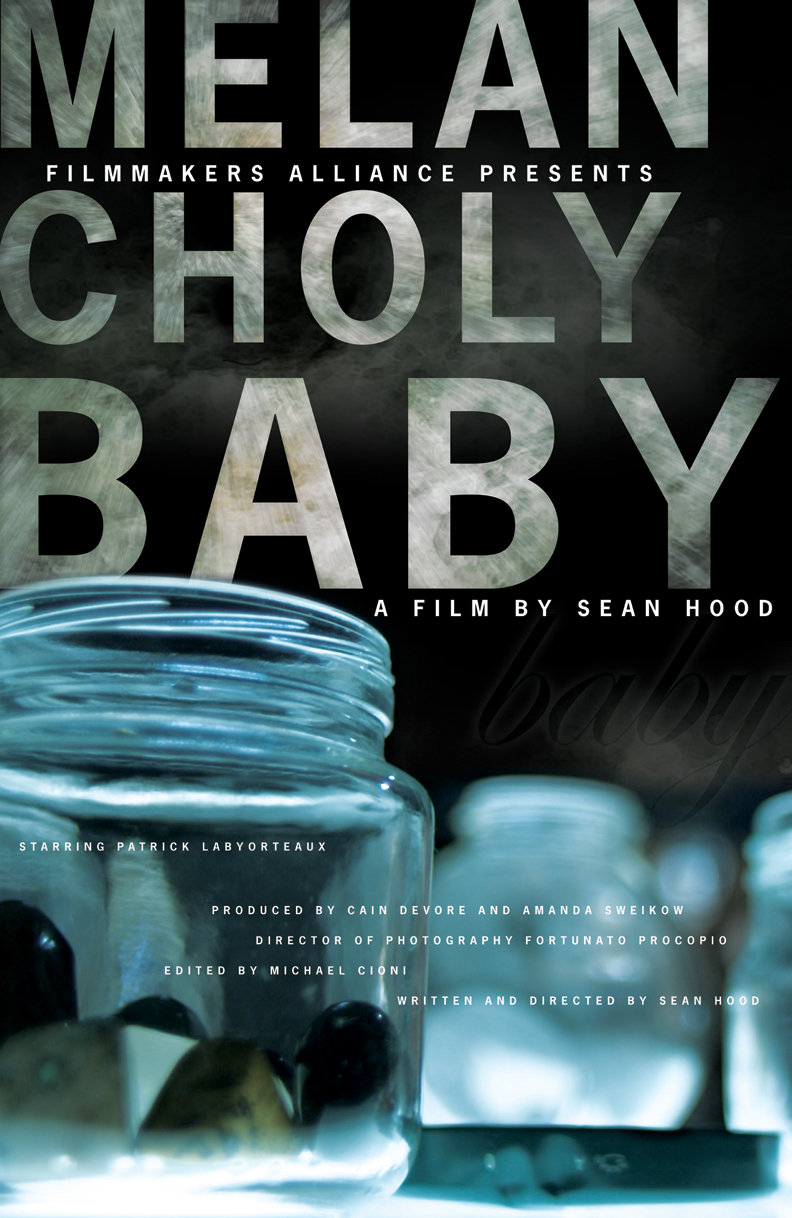 MELAN
FILMMAKERS ALLIANCE PRESENTS
CHOLY
BABY
A FILM BY SEAN HOOD
baby
STARRING PATRICK LABYORTEAUX
PRODUCED BY CAIN DEVORE AND AMANDA SWEIKOW
DIRECTOR OF PHOTOGRAPHY FORTUNATO PROCOPIO
EDITED BY MICHAEL CIONI
WRITTEN AND DIRECTED BY SEAN HOOD